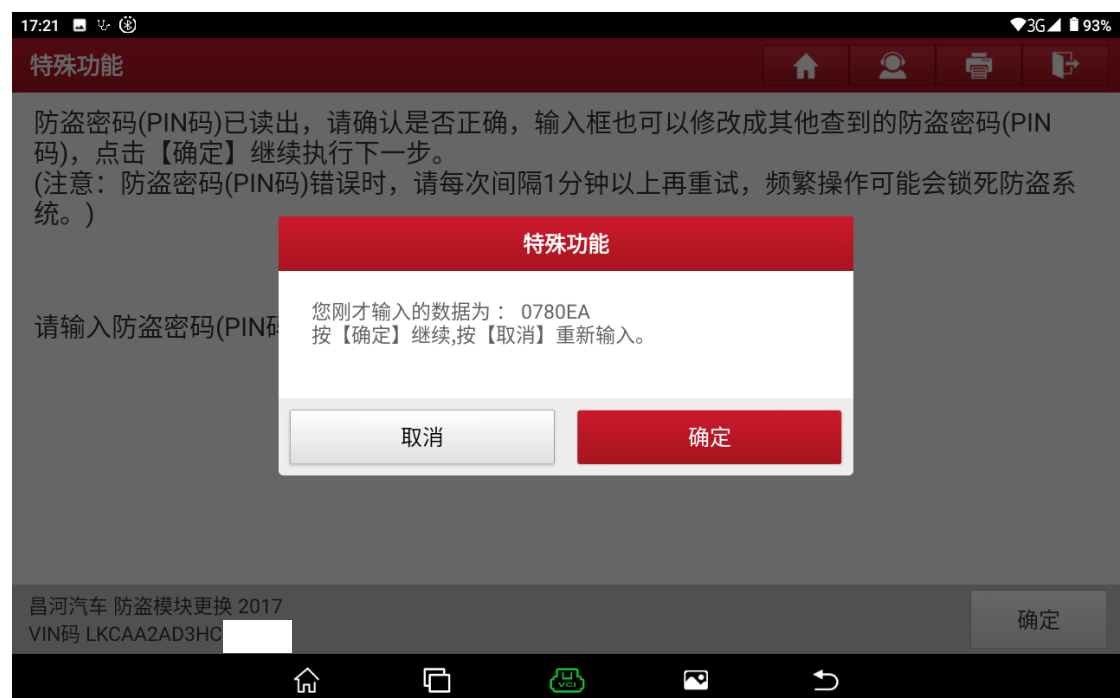 17:21
3G 93%
特殊功能
防盗密码(PIN码)已读出，请确认是否正确，输入框也可以修改成其他查到的防盗密码(PIN
码)，点击【确定】继续执行下一步。
(注意：防盗密码(PIN码)错误时，请每次间隔1分钟以上再重试，频繁操作可能会锁死防盗系
统。)
特殊功能
您刚才输入的数据为： 0780EA
按【确定】继续,按【取消】重新输入。
请输入防盗密码(PIN码
取消
确定
昌河汽车 防盗模块更换 2017
VIN码 LKCAA2AD3HC
确定
VCI